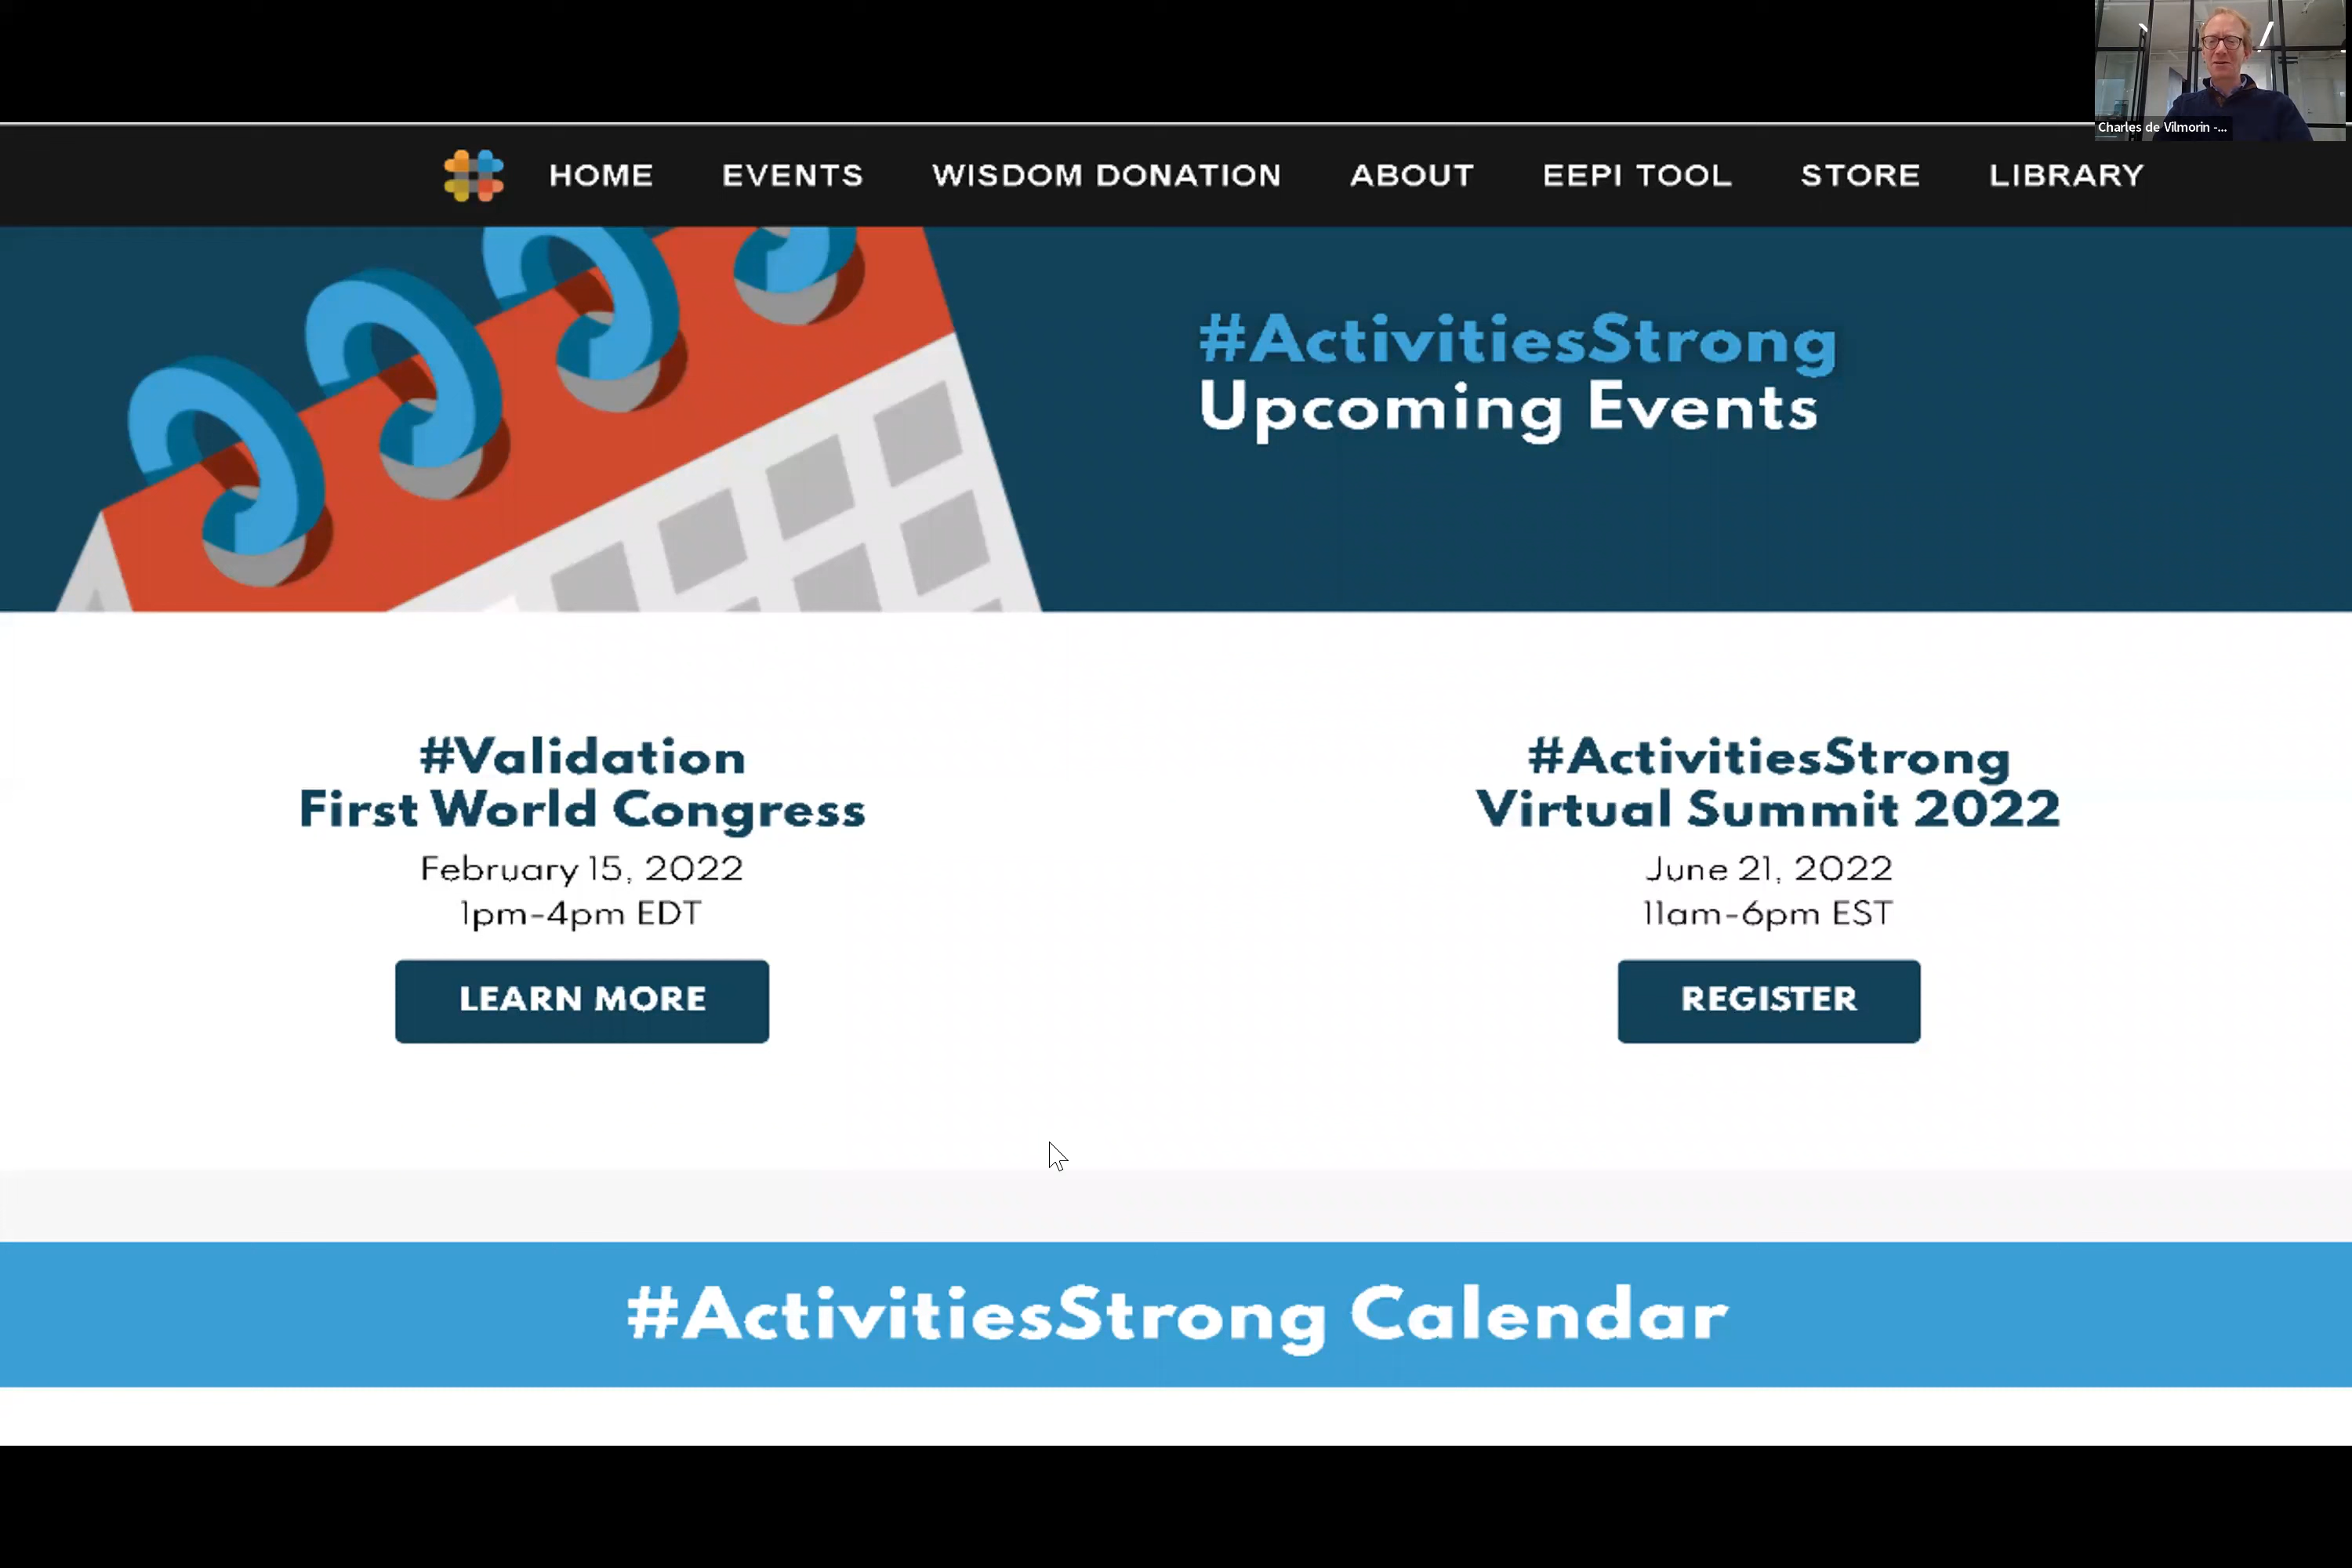 Charles de Vilmorin -...
HOME EVENTS WISDOM DONATION ABOUT EEPI TOOL STORE LIBRARY
#ActivitiesStrong
Upcoming Events
#Validation
First World Congress
February 15, 2022
1pm-4pm EDT
LEARN MORE
#ActivitiesStrong
Virtual Summit 2022
June 21, 2022
11am-6pm EST
REGISTER
#ActivitiesStrong Calendar